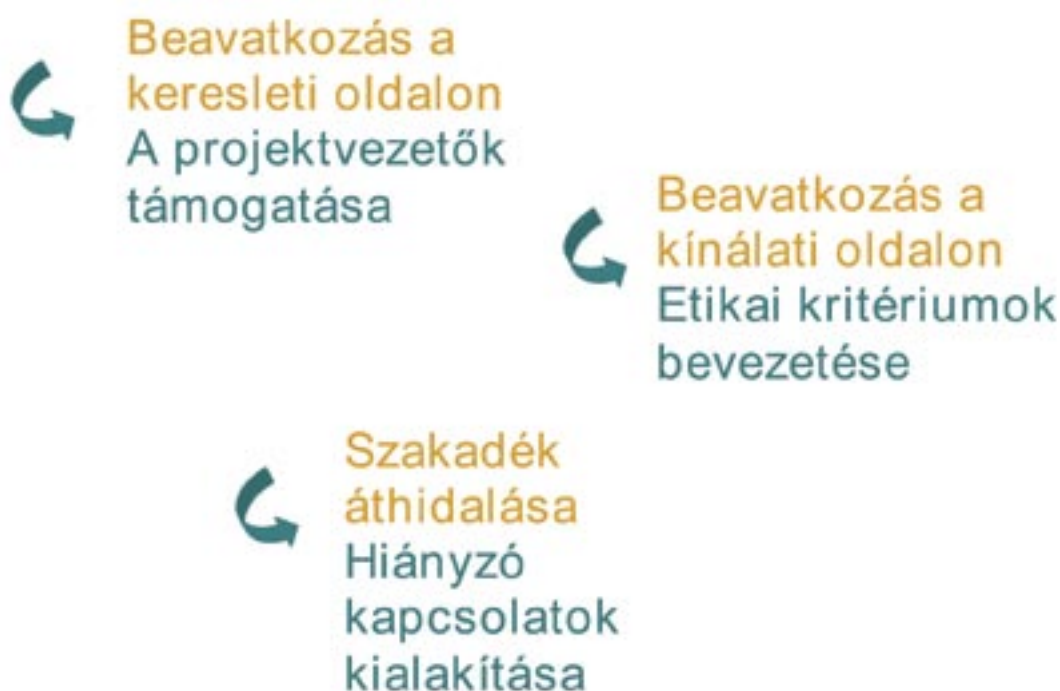 Beavatkozás a
keresleti oldalon
A projektvezetők
támogatása
Beavatkozás a
kínálati oldalon
Etikai kritériumok
bevezetése
Szakadék
áthidalása
Hiányzó
kapcsolatok
kialakítása